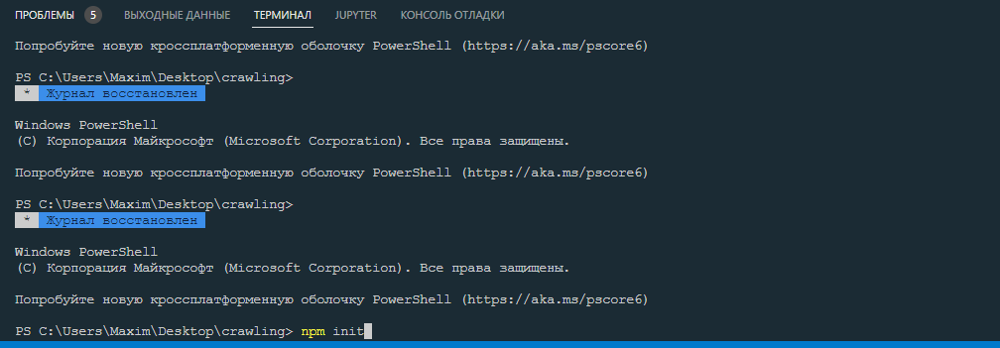 ПРОБЛЕМЫ 5 ВЫХОДНЫЕ ДАННЫЕ ТЕРМИНАЛ JUPYTER КОНСОЛЬ ОТЛАДКИ
Попробуйте новую кроссплатформенную оболочку PowerShell (https://aka.ms/pscore6)
PS C:\Users\Maxim\Desktop\crawling>
* Журнал восстановлен
Windows PowerShell
(C) Корпорация Майкрософт (Microsoft Corporation). Все права защищены.
Попробуйте новую кроссплатформенную оболочку PowerShell (https://aka.ms/pscore6)
PS C:\Users\Maxim\Desktop\crawling>
* Журнал восстановлен
Windows PowerShell
(C) Корпорация Майкрософт (Microsoft Corporation). Все права защищены.
Попробуйте новую кроссплатформенную оболочку PowerShell (https://aka.ms/pscore6)
PS C:\Users\Maxim\Desktop\crawling> npm init